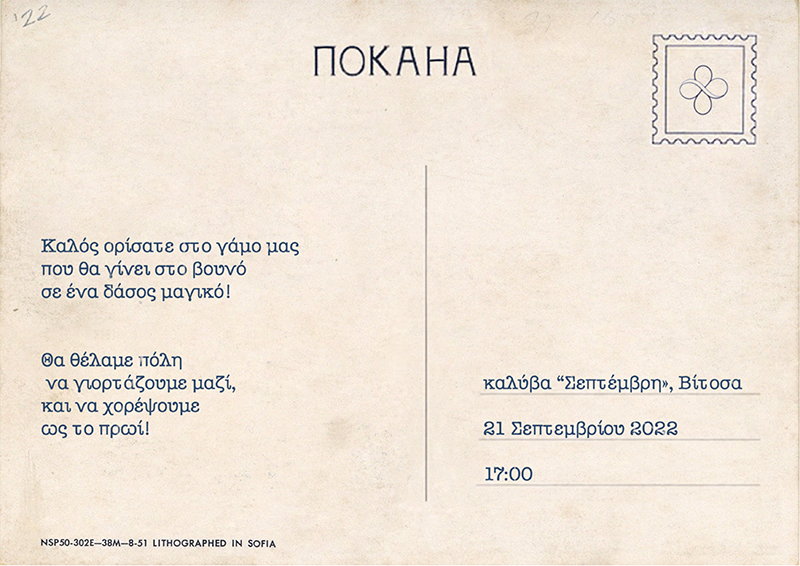 '22
ΠΟΚΑΗΑ
Καλός ορίσατε στο γάμο μας
που θα γίνει στο βουνό
σε ένα δάσος μαγικό!
Θα θέλαμε πόλη
να γιορτάζουμε μαζί,
και να χορέψουμε
ως το πρωί!
καλύβα “Σεπτέμβρη», Βίτοσα
21 Σεπτεμβρίου 2022
17:00
NSP50-302E—38M—8-51 LITHOGRAPHED IN SOFIA